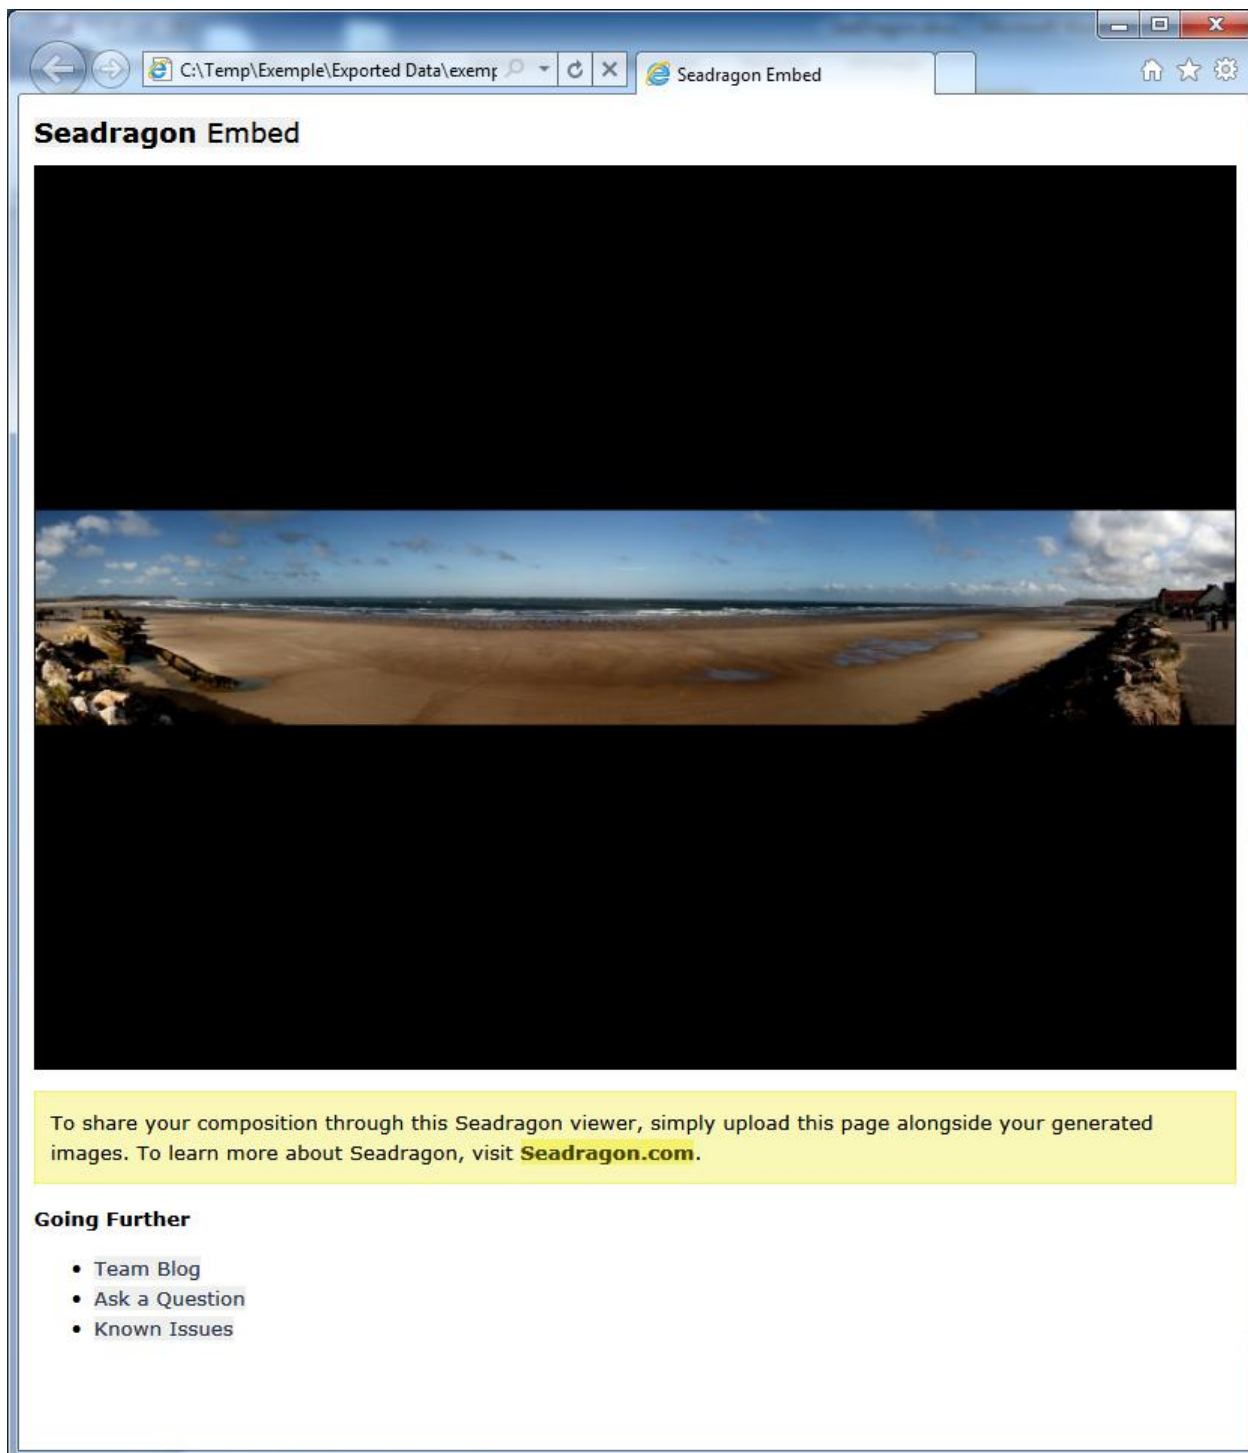 C:\Temp\Exemple\Exported Data\exemp
Seadragon Embed
Seadragon Embed
To share your composition through this Seadragon viewer, simply upload this page alongside your generated
images. To learn more about Seadragon, visit Seadragon.com.
Going Further
Team Blog
Ask a Question
Known Issues